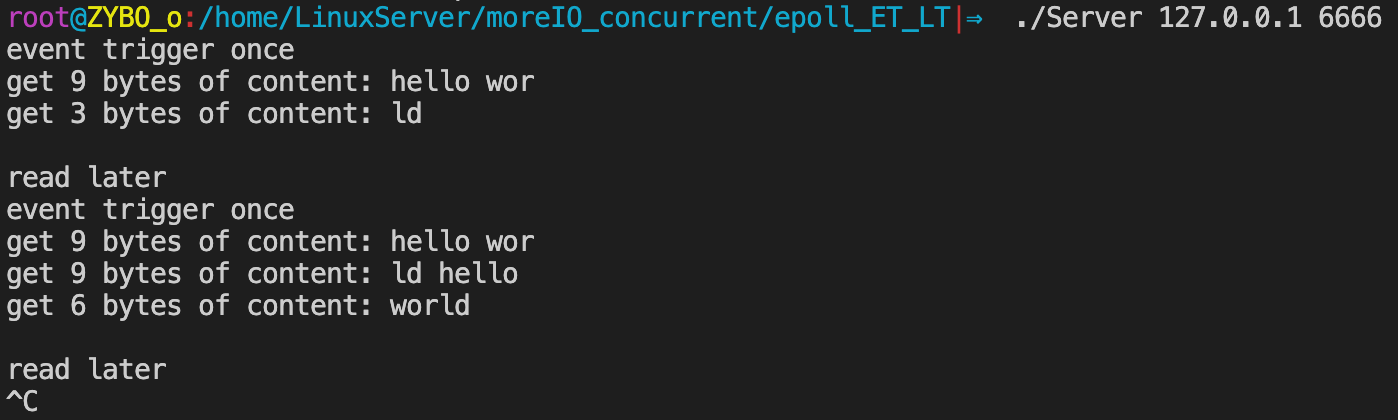 root@ZYBO_o:/home/LinuxServer/moreIO_concurrent/epoll_ET_LT|⇒  ./Server 127.0.0.1 6666
event trigger once
get 9 bytes of content: hello wor
get 3 bytes of content: ld

read later
event trigger once
get 9 bytes of content: hello wor
get 9 bytes of content: ld hello
get 6 bytes of content: world

read later
^C